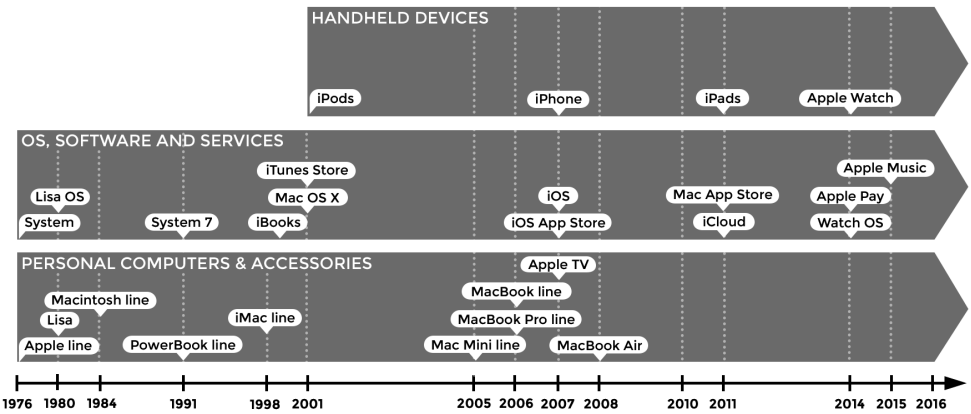 HANDHELD DEVICES
iPods iPhone iPads Apple Watch
OS, SOFTWARE AND SERVICES
Apple Music
iTunes Store
Lisa OS Mac OS X iOS Mac App Store Apple Pay
System System 7 iBooks iOS App Store iCloud Watch OS
PERSONAL COMPUTERS & ACCESSORIES
Apple TV
MacBook line
Macintosh line
Lisa iMac line MacBook Pro line
Apple line PowerBook line Mac Mini line MacBook Air
1976 1980 1984 1991 1998 2001 2005 2006 2007 2008 2010 2011 2014 2015 2016